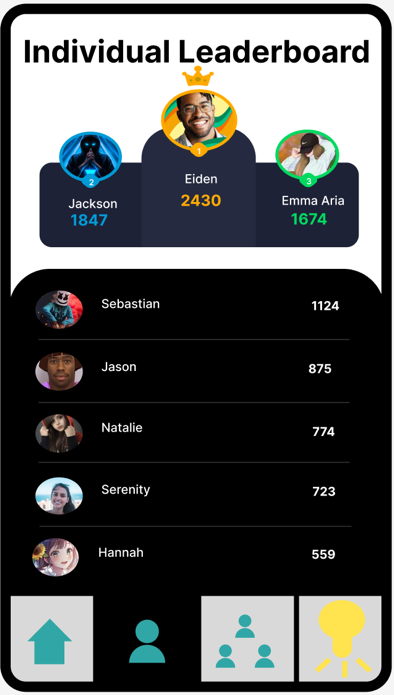 Individual Leaderboard
1
Eiden
2430
2
Jackson
1847
3
Emma Aria
1674
Sebastian 1124
Jason 875
Natalie 774
Serenity 723
Hannah 559